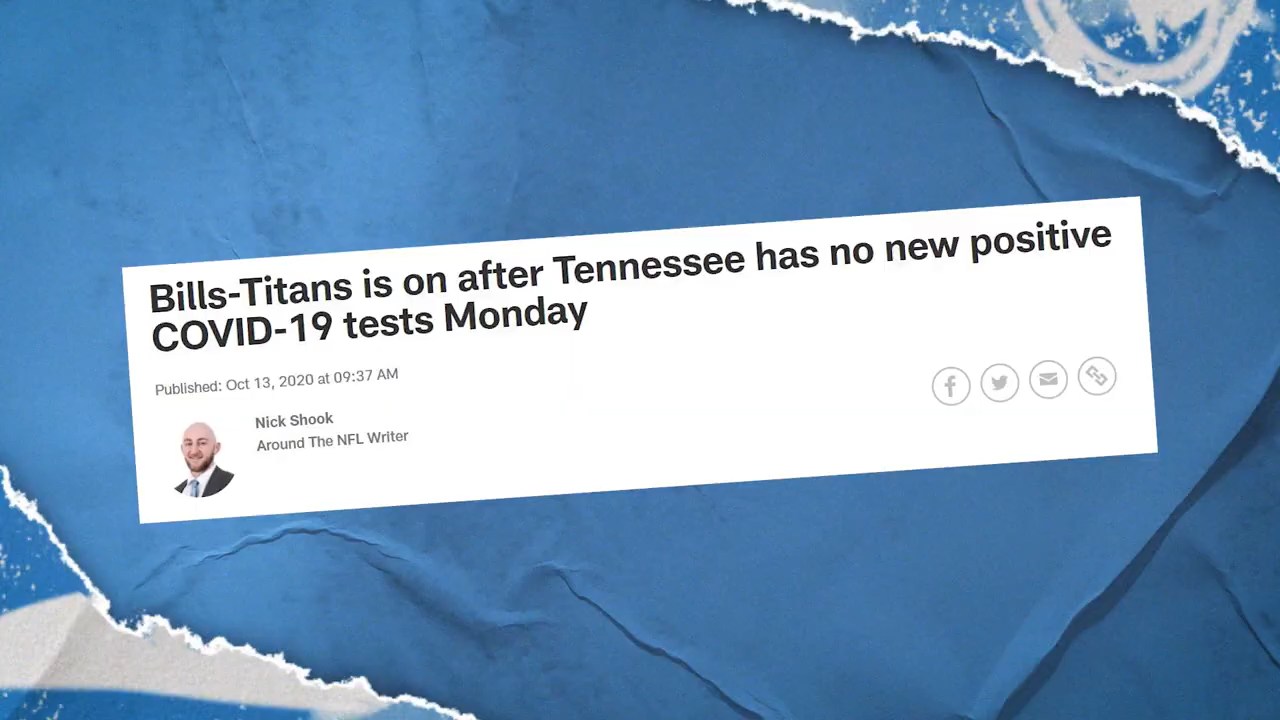 Bills-Titans is on after Tennessee has no new positive
COVID-19 tests Monday
Published: Oct 13, 2020 at 09:37 AM
Nick Shook
Around The NFL Writer